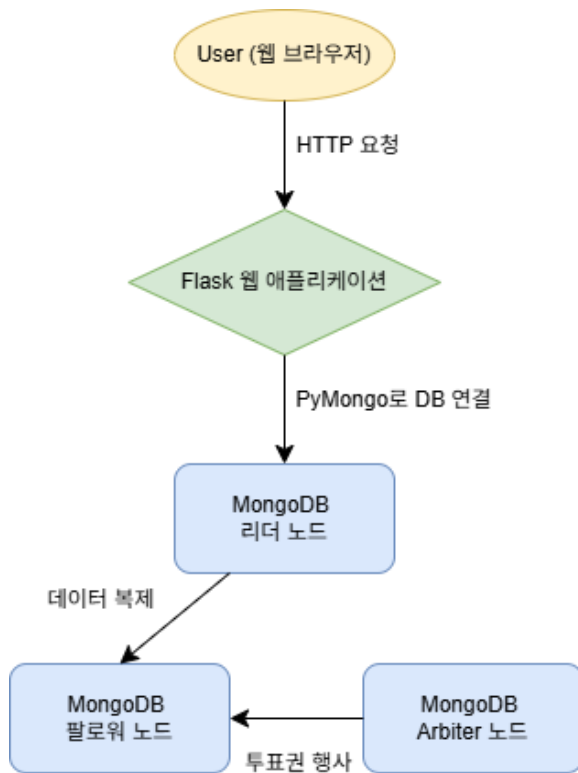 User (웹 브라우저)
HTTP 요청
Flask 웹 애플리케이션
PyMongo로 DB 연결
MongoDB
리더 노드
데이터 복제
MongoDB
팔로워 노드
MongoDB
Arbiter 노드
투표권 행사